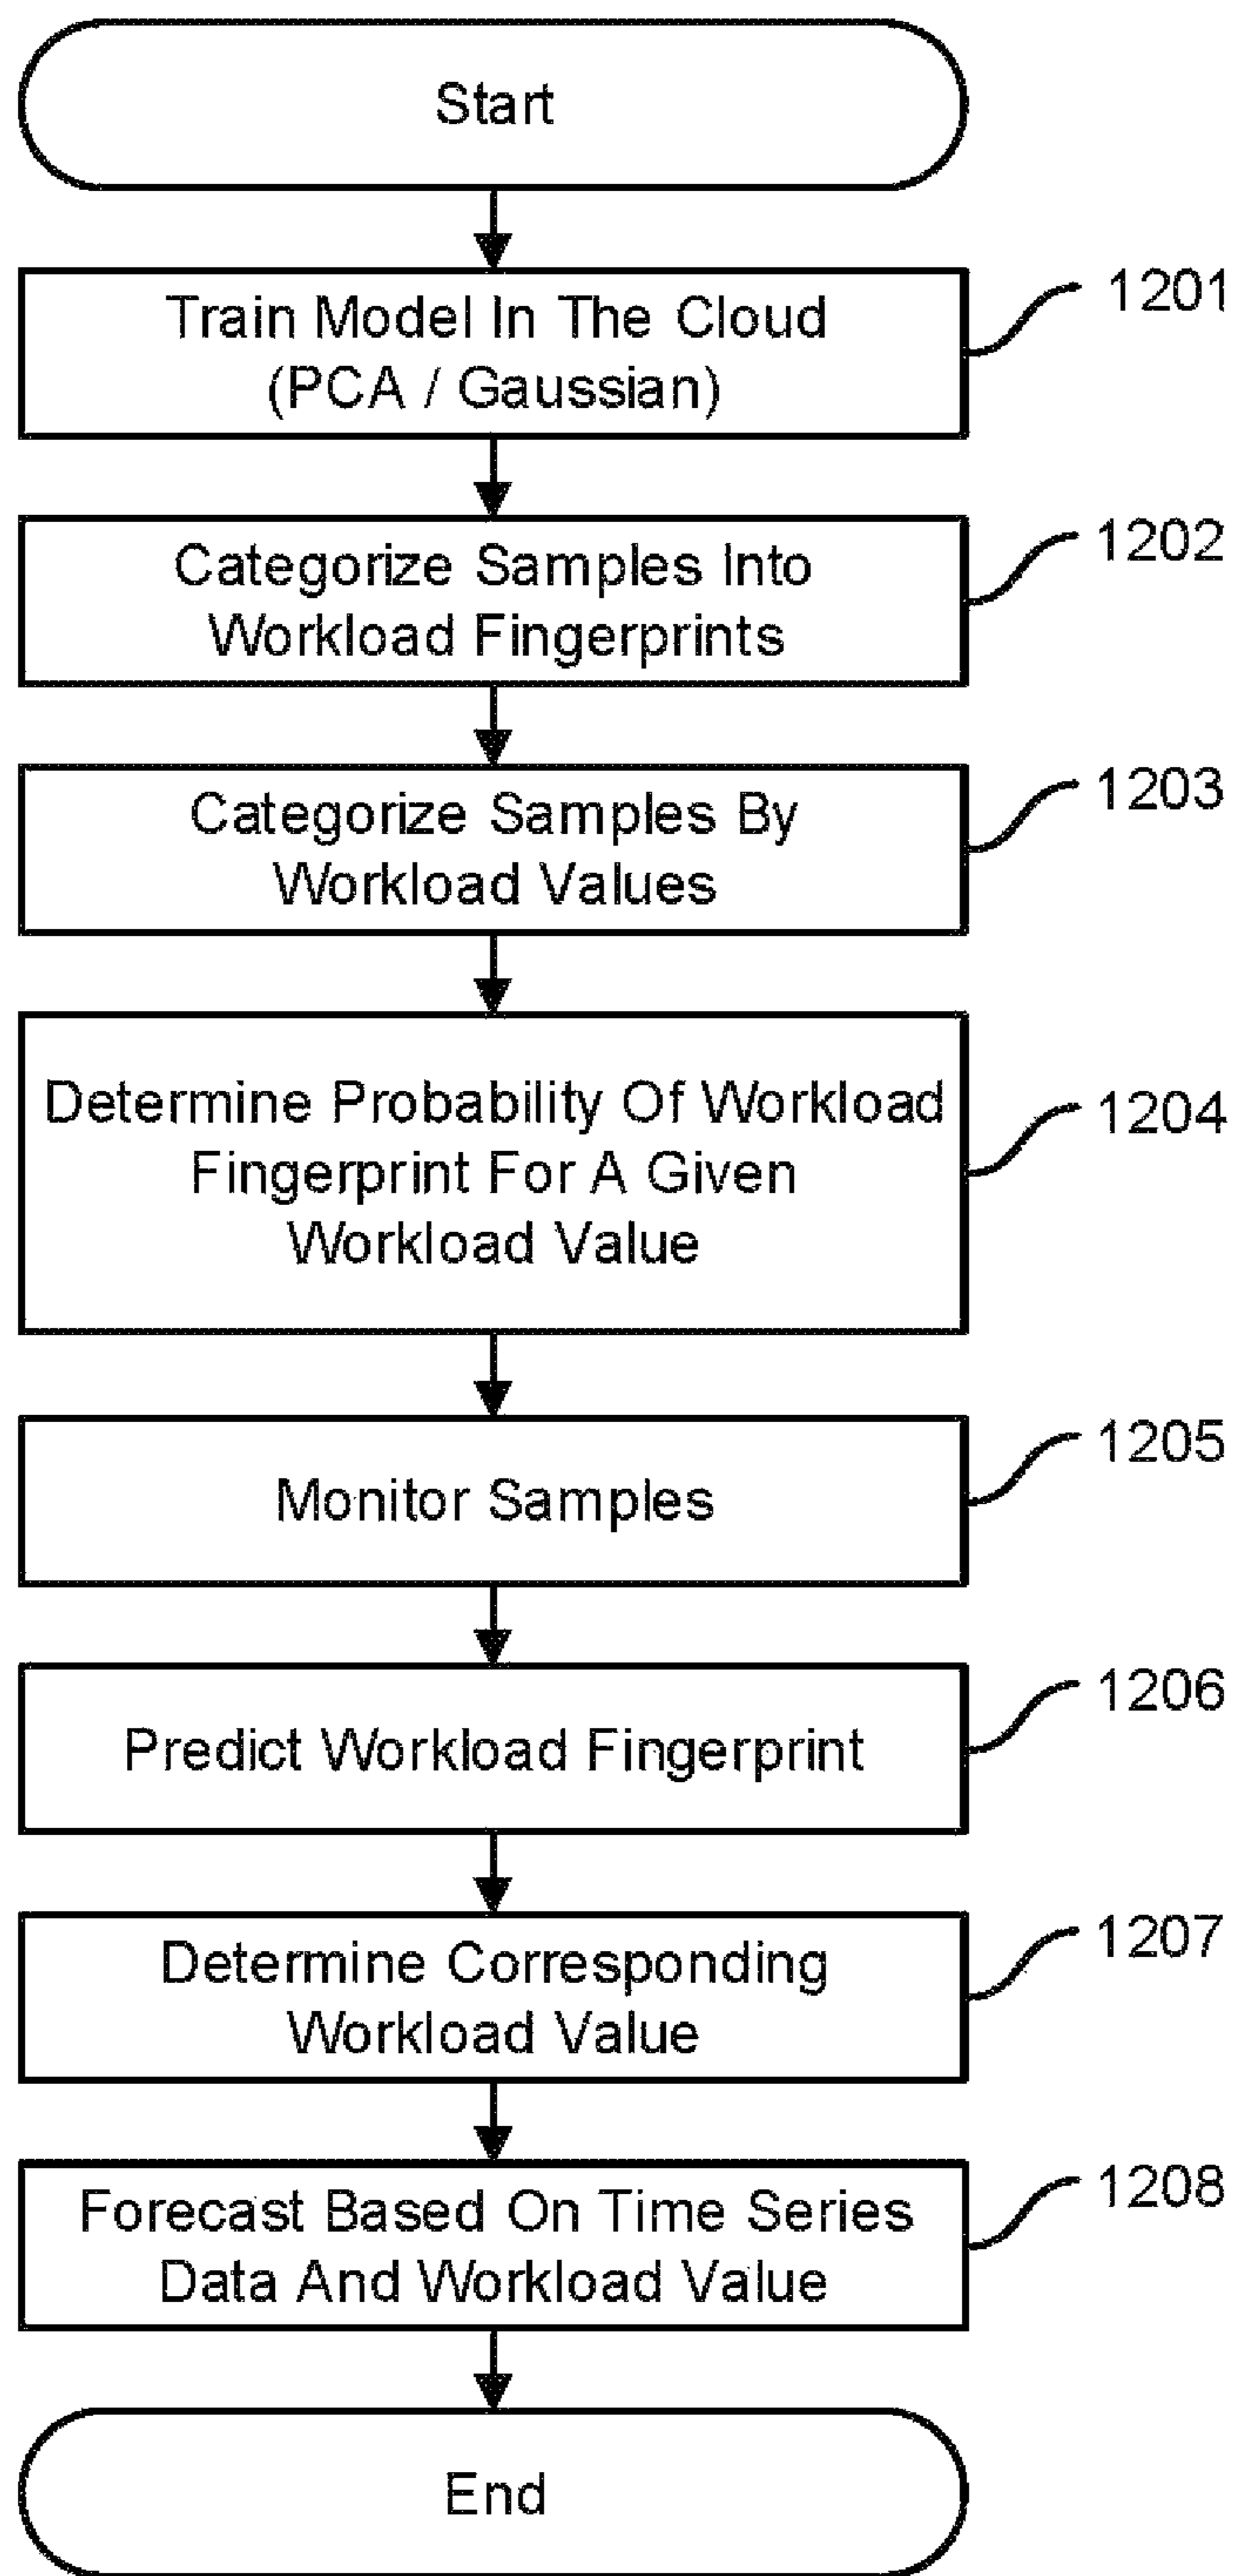 Start
Train Model In The Cloud
(PCA / Gaussian)
1201
Categorize Samples Into
Workload Fingerprints
1202
Categorize Samples By
Workload Values
1203
Determine Probability Of Workload
Fingerprint For A Given
Workload Value
1204
Monitor Samples
1205
Predict Workload Fingerprint
1206
Determine Corresponding
Workload Value
1207
Forecast Based On Time Series
Data And Workload Value
1208
End